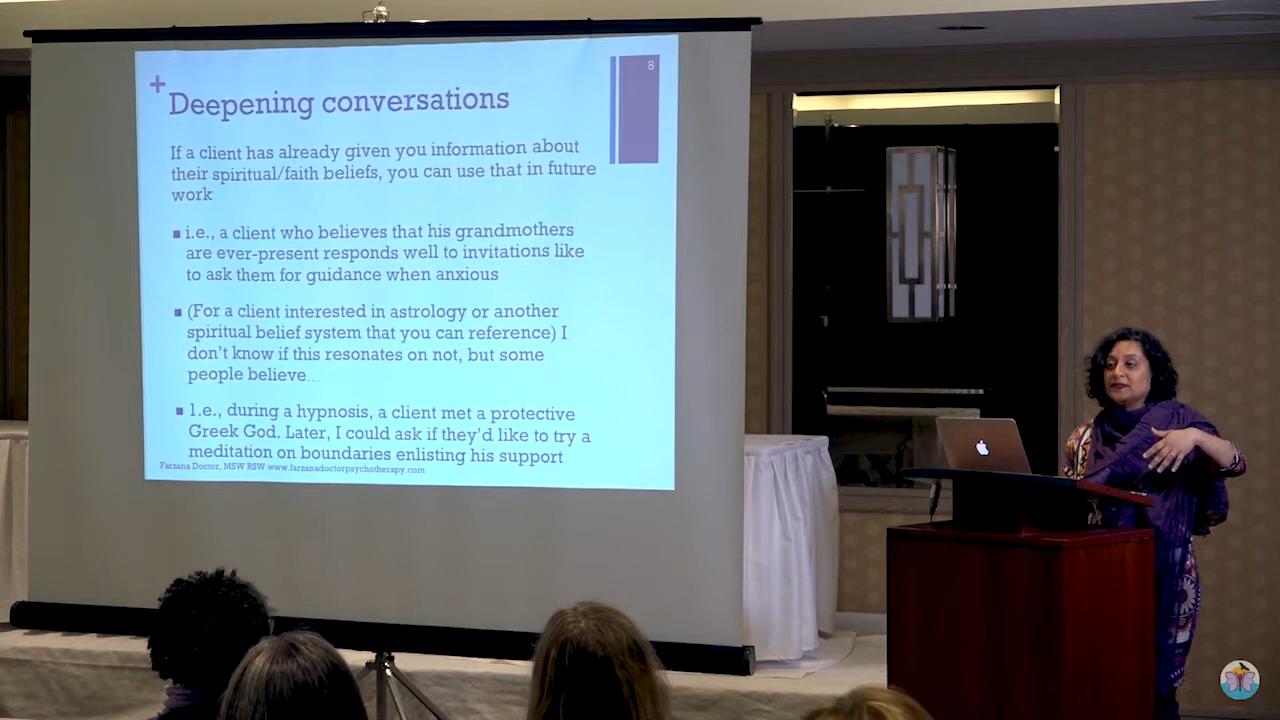 8
+
Deepening conversations
If a client has already given you information about
their spiritual/faith beliefs, you can use that in future
work
i.e., a client who believes that his grandmothers
are ever-present responds well to invitations like
to ask them for guidance when anxious
(For a client interested in astrology or another
spiritual belief system that you can reference) I
don't know if this resonates on not, but some
people believe...
1.e., during a hypnosis, a client met a protective
Greek God. Later, I could ask if they'd like to try a
meditation on boundaries enlisting his support
Farzana Doctor, MSW RSW www.farzanadoctorpsychotherapy.com